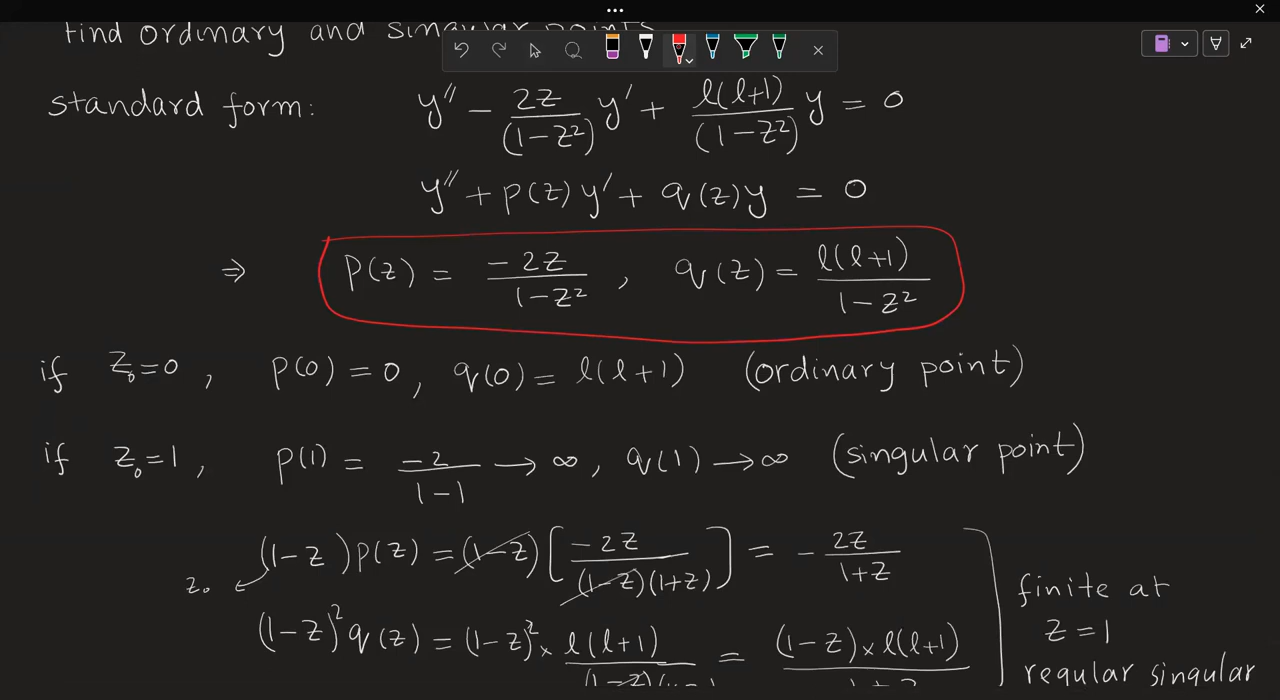 find ordinary and singular points
standard form: y'' - 2z/(1-z²) y' + l(l+1)/(1-z²) y = 0
y'' + p(z) y' + q(z) y = 0
⇒ p(z) = -2z/1-z² , q(z) = l(l+1)/1-z²
if z₀=0 , p(0) = 0 , q(0) = l(l+1) (ordinary point)
if z₀=1 , p(1) = -2/1-1 → ∞ , q(1) → ∞ (singular point)
(1-z) p(z) = (1-z) [ -2z/(1-z)(1+z) ] = - 2z/1+z
z₀
finite at
z=1
(1-z)² q(z) = (1-z)² × l(l+1)/(1-z)(1+z) = (1-z) × l(l+1)/1+z
regular singular